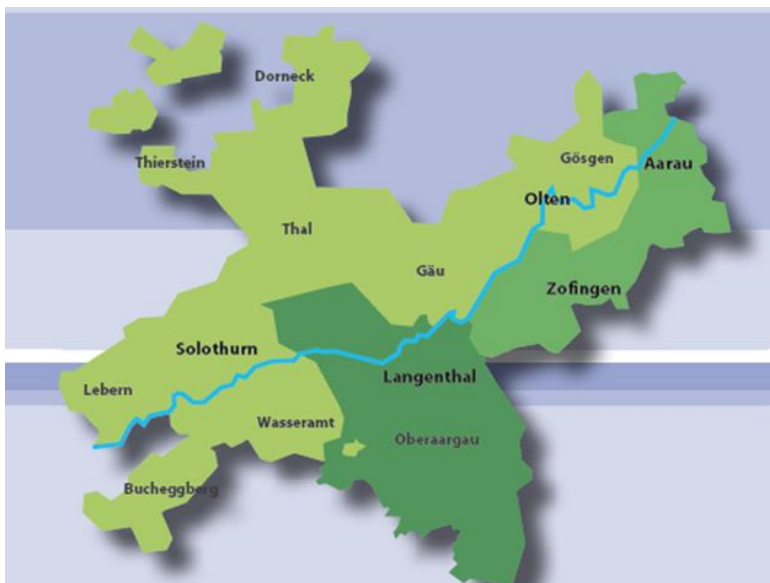 Dorneck
Thierstein
Gösgen
Aarau
Olten
Thal
Gäu
Zofingen
Solothurn
Langenthal
Lebern
Wasseramt
Oberaargau
Bucheggberg